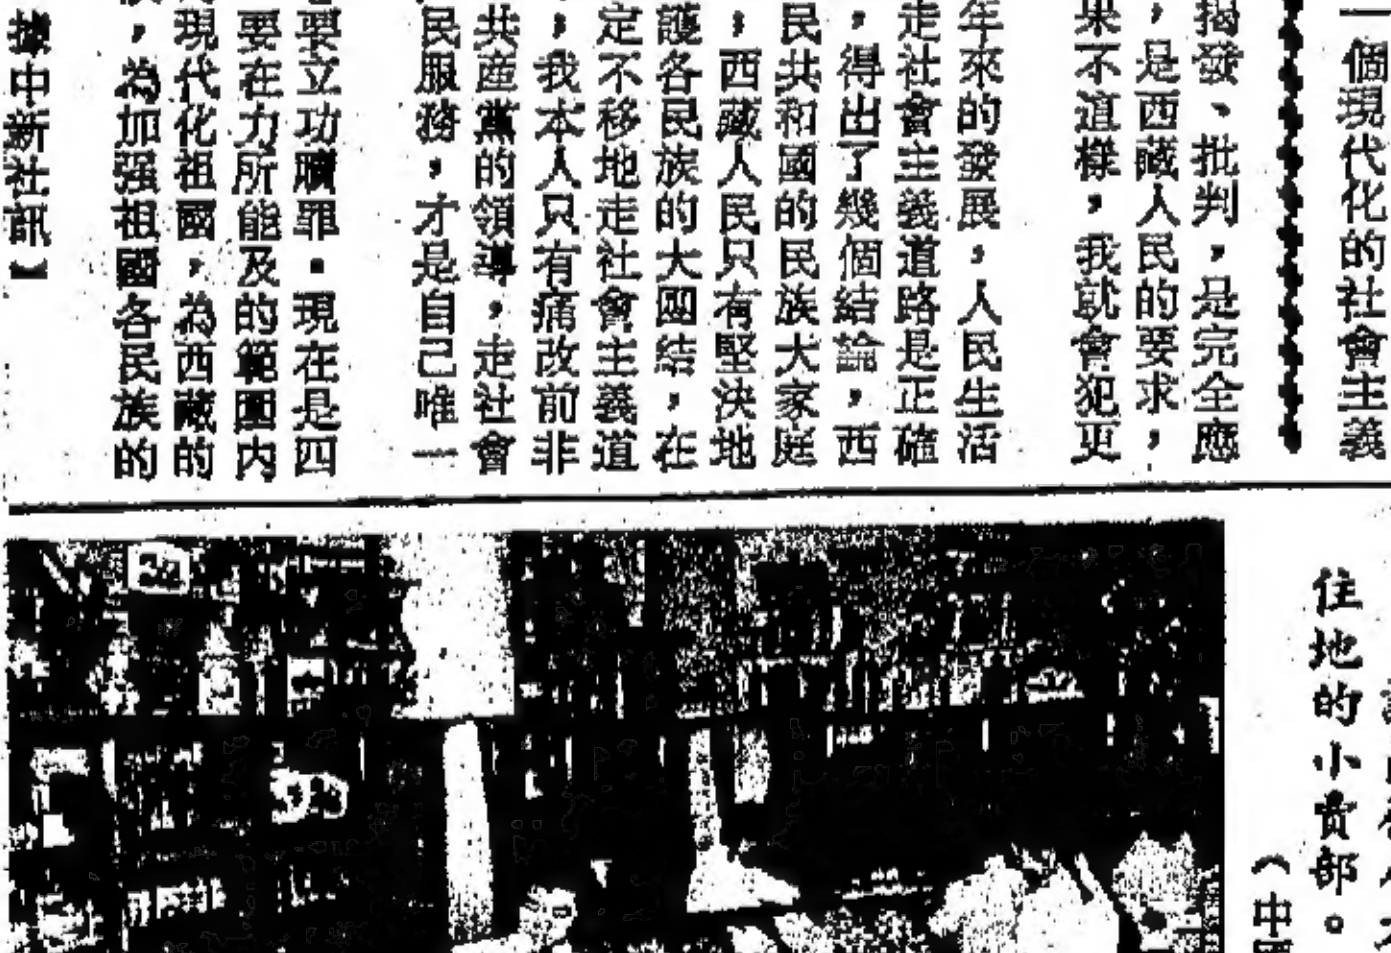 一個現代化的社會主義
揭發、批判，是完全應
，是西藏人民的要求，
果不這樣，我就會犯更
年來的發展，人民生活
走社會主義道路是正確
，得出了幾個結論，西
民共和國的民族大家庭
，西藏人民只有堅決地
護各民族的大團結，在
定不移地走社會主義道
，我本人只有痛改前非
共産黨的領導，走社會
民服務，才是自己唯一
要立功贖罪。現在是四
要在力所能及的範圍内
現代化祖國，為西藏的
，為加强祖國各民族的
據中新社訊】
住地的小賣部。
（中國